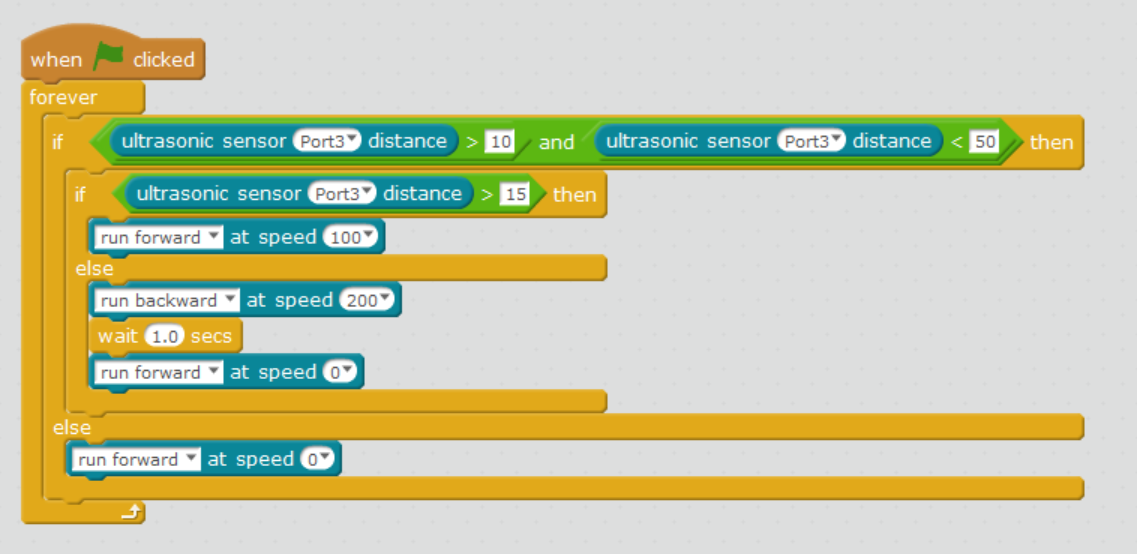 when clicked
forever
if ultrasonic sensor Port3 distance > 10 and ultrasonic sensor Port3 distance < 50 then
if ultrasonic sensor Port3 distance > 15 then
run forward at speed 100
else
run backward at speed 200
wait 1.0 secs
run forward at speed 0
else
run forward at speed 0